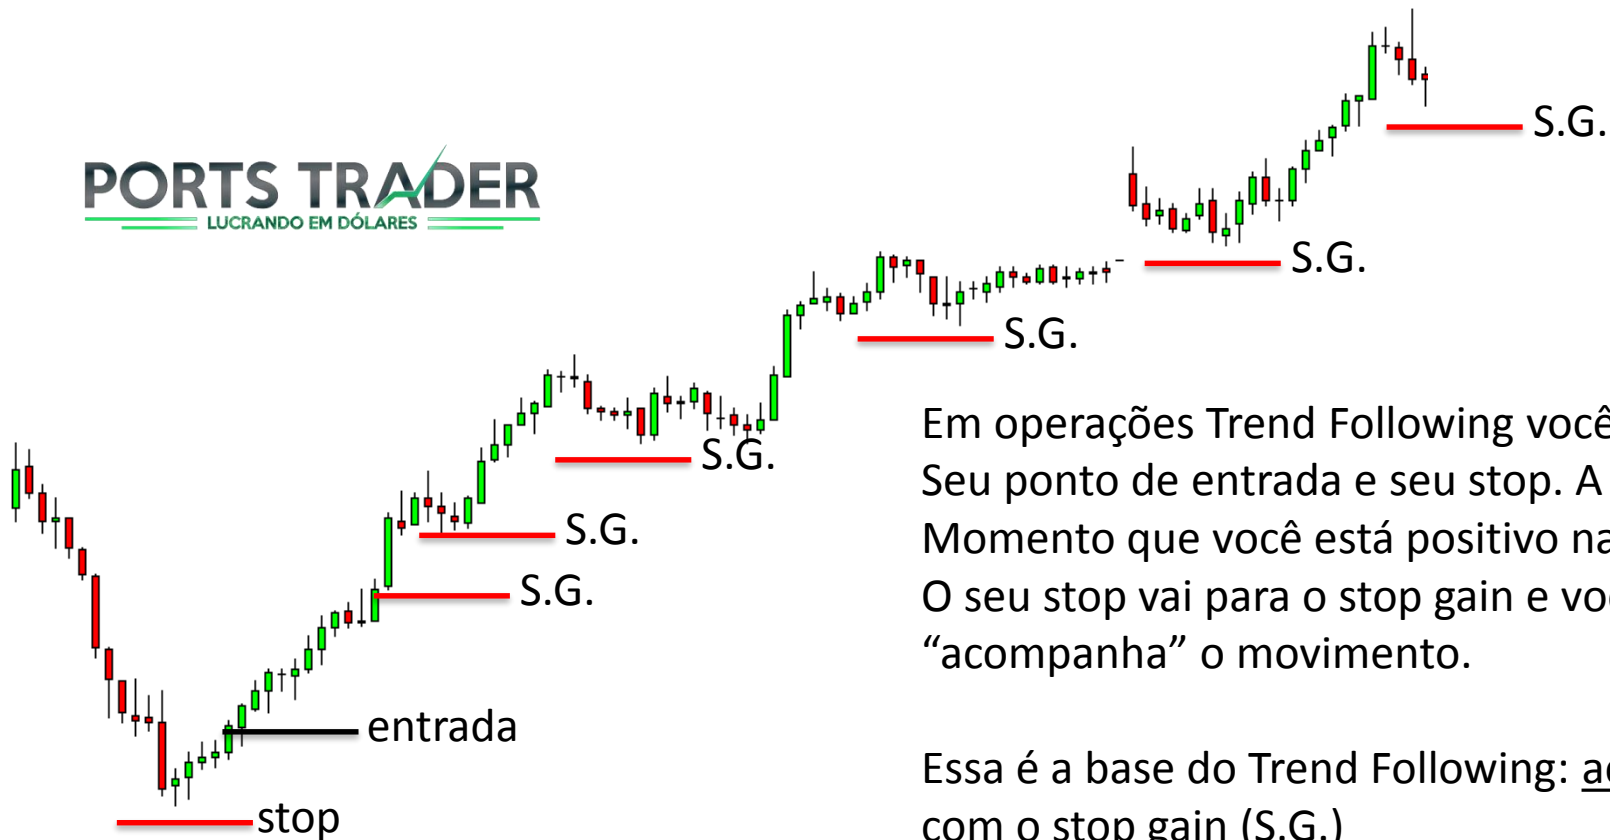 S.G.
PORTS TRADER
LUCRANDO EM DÓLARES
S.G.
S.G.
S.G.
S.G.
S.G.
entrada
stop
Em operações Trend Following você
Seu ponto de entrada e seu stop. A
Momento que você está positivo na
O seu stop vai para o stop gain e
“acompanha” o movimento.
Essa é a base do Trend Following:
com o stop gain (S.G.)